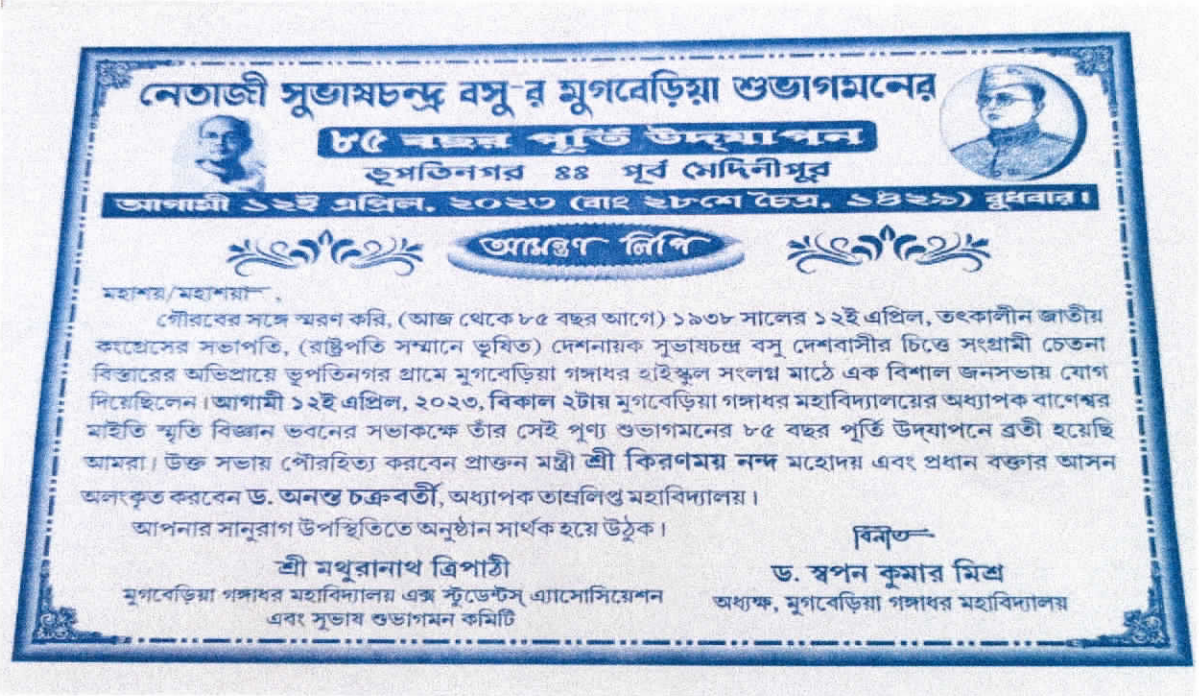 নেতাজী সুভাষচন্দ্র বসু-র মুগবেড়িয়া শুভাগমনের
৮৫ বছর পূর্তি উদ্‌যাপন
ভূপতিনগর ঃঃ পূর্ব মেদিনীপুর
আগামী ১২ই এপ্রিল, ২০২৩ (বাং ২৮শে চৈত্র, ১৪২৯) বুধবার।
আমন্ত্রণ লিপি
মহাশয়/মহাশয়া,
গৌরবের সঙ্গে স্মরণ করি, (আজ থেকে ৮৫ বছর আগে) ১৯৩৮ সালের ১২ই এপ্রিল, তৎকালীন জাতীয়
কংগ্রেসের সভাপতি, (রাষ্ট্রপতি সম্মানে ভূষিত) দেশনায়ক সুভাষচন্দ্র বসু দেশবাসীর চিত্তে সংগ্রামী চেতনা
বিস্তারের অভিপ্রায়ে ভূপতিনগর গ্রামে মুগবেড়িয়া গঙ্গাধর হাইস্কুল সংলগ্ন মাঠে এক বিশাল জনসভায় যোগ
দিয়েছিলেন। আগামী ১২ই এপ্রিল, ২০২৩, বিকাল ২টায় মুগবেড়িয়া গঙ্গাধর মহাবিদ্যালয়ের অধ্যাপক বাণেশ্বর
মাইতি স্মৃতি বিজ্ঞান ভবনের সভাকক্ষে তাঁর সেই পুণ্য শুভাগমনের ৮৫ বছর পূর্তি উদ্‌যাপনে ব্রতী হয়েছি
আমরা। উক্ত সভায় পৌরহিত্য করবেন প্রাক্তন মন্ত্রী শ্রী কিরণময় নন্দ মহোদয় এবং প্রধান বক্তার আসন
অলংকৃত করবেন ড. অনন্ত চক্রবর্তী, অধ্যাপক তাম্রলিপ্ত মহাবিদ্যালয়।
আপনার সানুরাগ উপস্থিতিতে অনুষ্ঠান সার্থক হয়ে উঠুক।
বিনীত
শ্রী মথুরানাথ ত্রিপাঠী
মুগবেড়িয়া গঙ্গাধর মহাবিদ্যালয় এক্স স্টুডেন্টস্ এ্যাসোসিয়েশন
এবং সুভাষ শুভাগমন কমিটি
ড. স্বপন কুমার মিশ্র
অধ্যক্ষ, মুগবেড়িয়া গঙ্গাধর মহাবিদ্যালয়